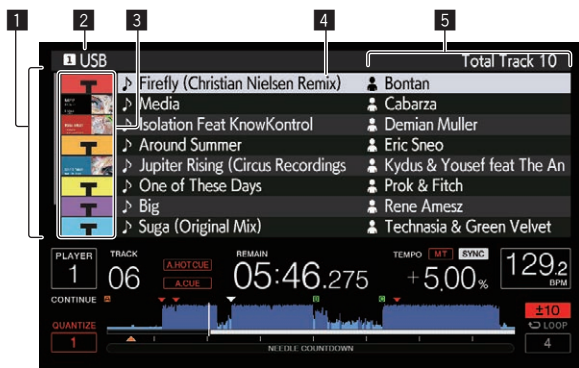 1 2 3 4 5
1 USB Total Track 10
♪ Firefly (Christian Nielsen Remix) Bontan
♪ Media Cabarza
♪ Isolation Feat KnowKontrol Demian Muller
♪ Around Summer Eric Sneo
♪ Jupiter Rising (Circus Recordings Kydus & Yousef feat The An
♪ One of These Days Prok & Fitch
♪ Big Rene Amesz
♪ Suga (Original Mix) Technasia & Green Velvet
PLAYER 1 TRACK 06 A.HOT CUE A.CUE REMAIN 05:46.275 TEMPO MT SYNC +5.00% 129.2 BPM
CONTINUE A B C
QUANTIZE 1 ±10 LOOP 4
NEEDLE COUNTDOWN